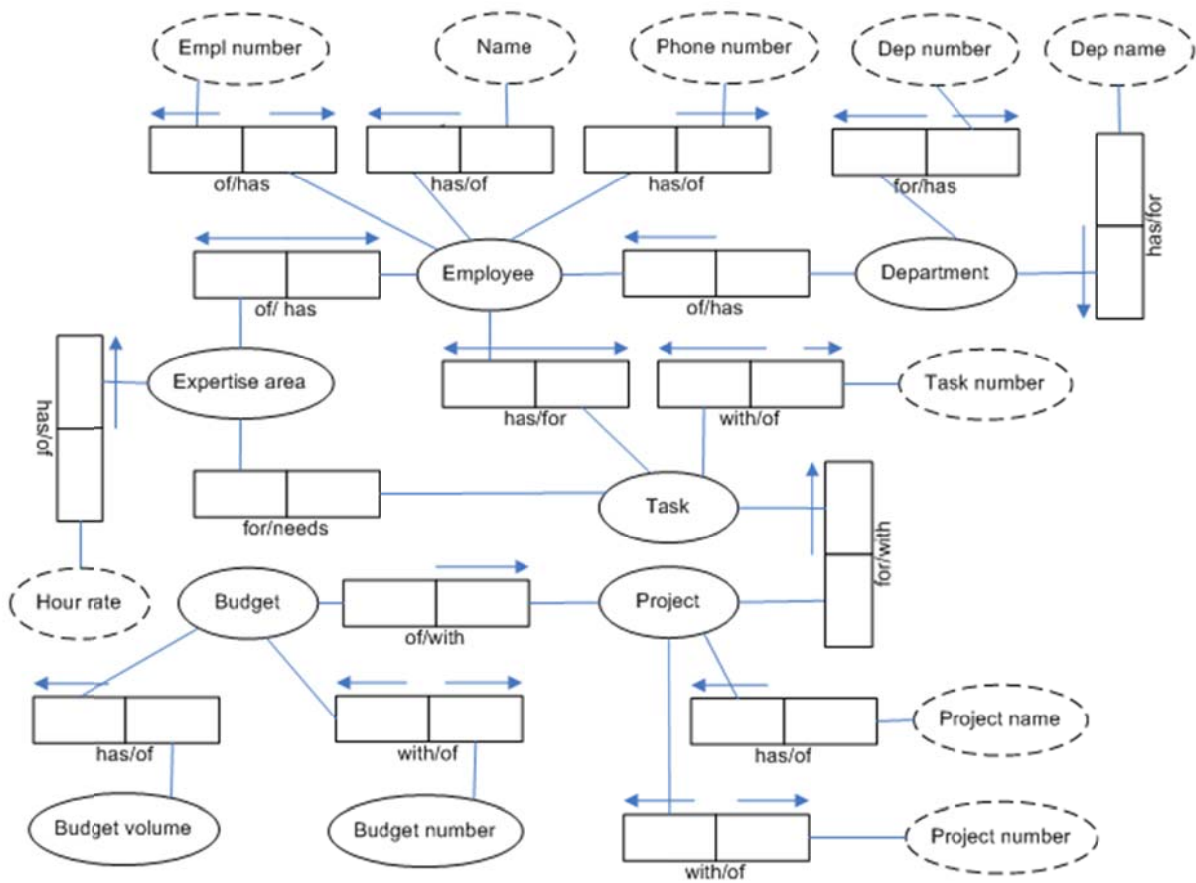 Empl number
Name
Phone number
Dep number
Dep name
of/has
has/of
has/of
for/has
has/for
Employee
Department
of/ has
of/has
Expertise area
Task number
has/of
has/for
with/of
Task
for/needs
for/with
Hour rate
Budget
Project
of/with
Project name
has/of
with/of
has/of
Budget volume
Budget number
Project number
with/of